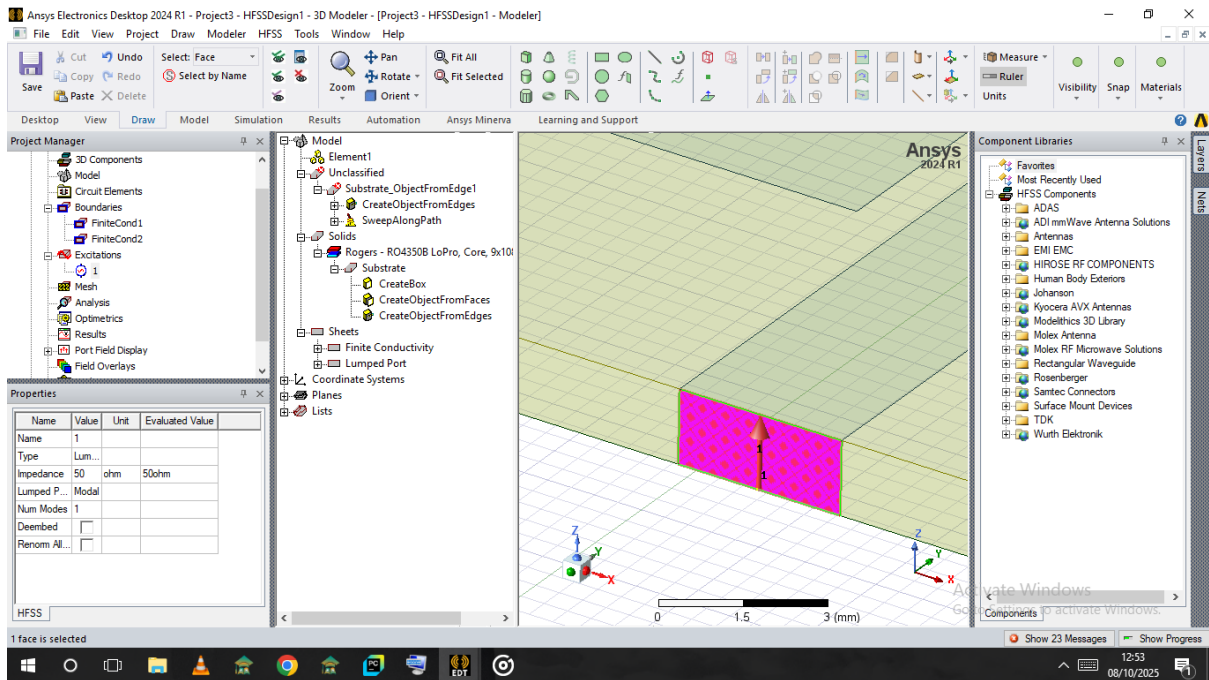 Ansys Electronics Desktop 2024 R1 - Project3 - HFSSDesign1 - 3D Modeler - [Project3 - HFSSDesign1 - Modeler]
File Edit View Project Draw Modeler HFSS Tools Window Help
Save
Cut
Copy
Paste
Undo
Redo
Delete
Select: Face
Select by Name
Zoom
Pan
Rotate
Orient
Fit All
Fit Selected
Measure
Ruler
Units
Visibility
Snap
Materials
Desktop View Draw Model Simulation Results Automation Ansys Minerva Learning and Support
Project Manager
3D Components
Model
Circuit Elements
Boundaries
FiniteCond1
FiniteCond2
Excitations
1
Mesh
Analysis
Optimetrics
Results
Port Field Display
Field Overlays
Properties
Name Value Unit Evaluated Value
Name 1
Type Lum...
Impedance 50 ohm 50ohm
Lumped P... Modal
Num Modes 1
Deembed
Renorm All...
HFSS
Model
Element1
Unclassified
Substrate_ObjectFromEdge1
CreateObjectFromEdges
SweepAlongPath
Solids
Rogers - RO4350B LoPro, Core, 9x10
Substrate
CreateBox
CreateObjectFromFaces
CreateObjectFromEdges
Sheets
Finite Conductivity
Lumped Port
Coordinate Systems
Planes
Lists
Ansys
2024 R1
1
1
Z
Y
X
Z
Y
X
0 1.5 3 (mm)
Component Libraries
Favorites
Most Recently Used
HFSS Components
ADAS
ADI mmWave Antenna Solutions
Antennas
EMI EMC
HIROSE RF COMPONENTS
Human Body Exteriors
Johanson
Kyocera AVX Antennas
Modelithics 3D Library
Molex Antenna
Molex RF Microwave Solutions
Rectangular Waveguide
Rosenberger
Samtec Connectors
Surface Mount Devices
TDK
Wurth Elektronik
Components
Layers
Nets
Activate Windows
Go to Settings to activate Windows.
1 face is selected
Show 23 Messages
Show Progress
PC
EDT
12:53
08/10/2025
1